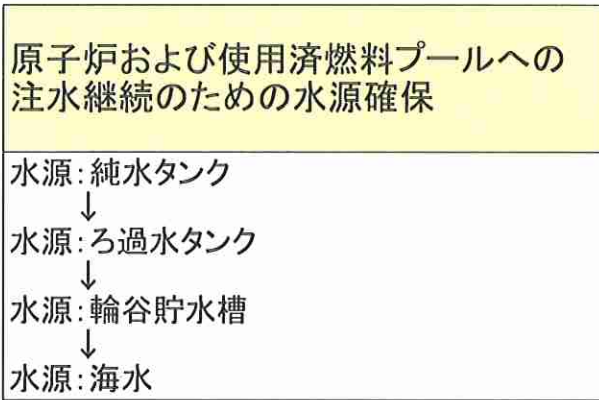 原子炉および使用済燃料プールへの
注水継続のための水源確保
水源:純水タンク
↓
水源:ろ過水タンク
↓
水源:輪谷貯水槽
↓
水源:海水